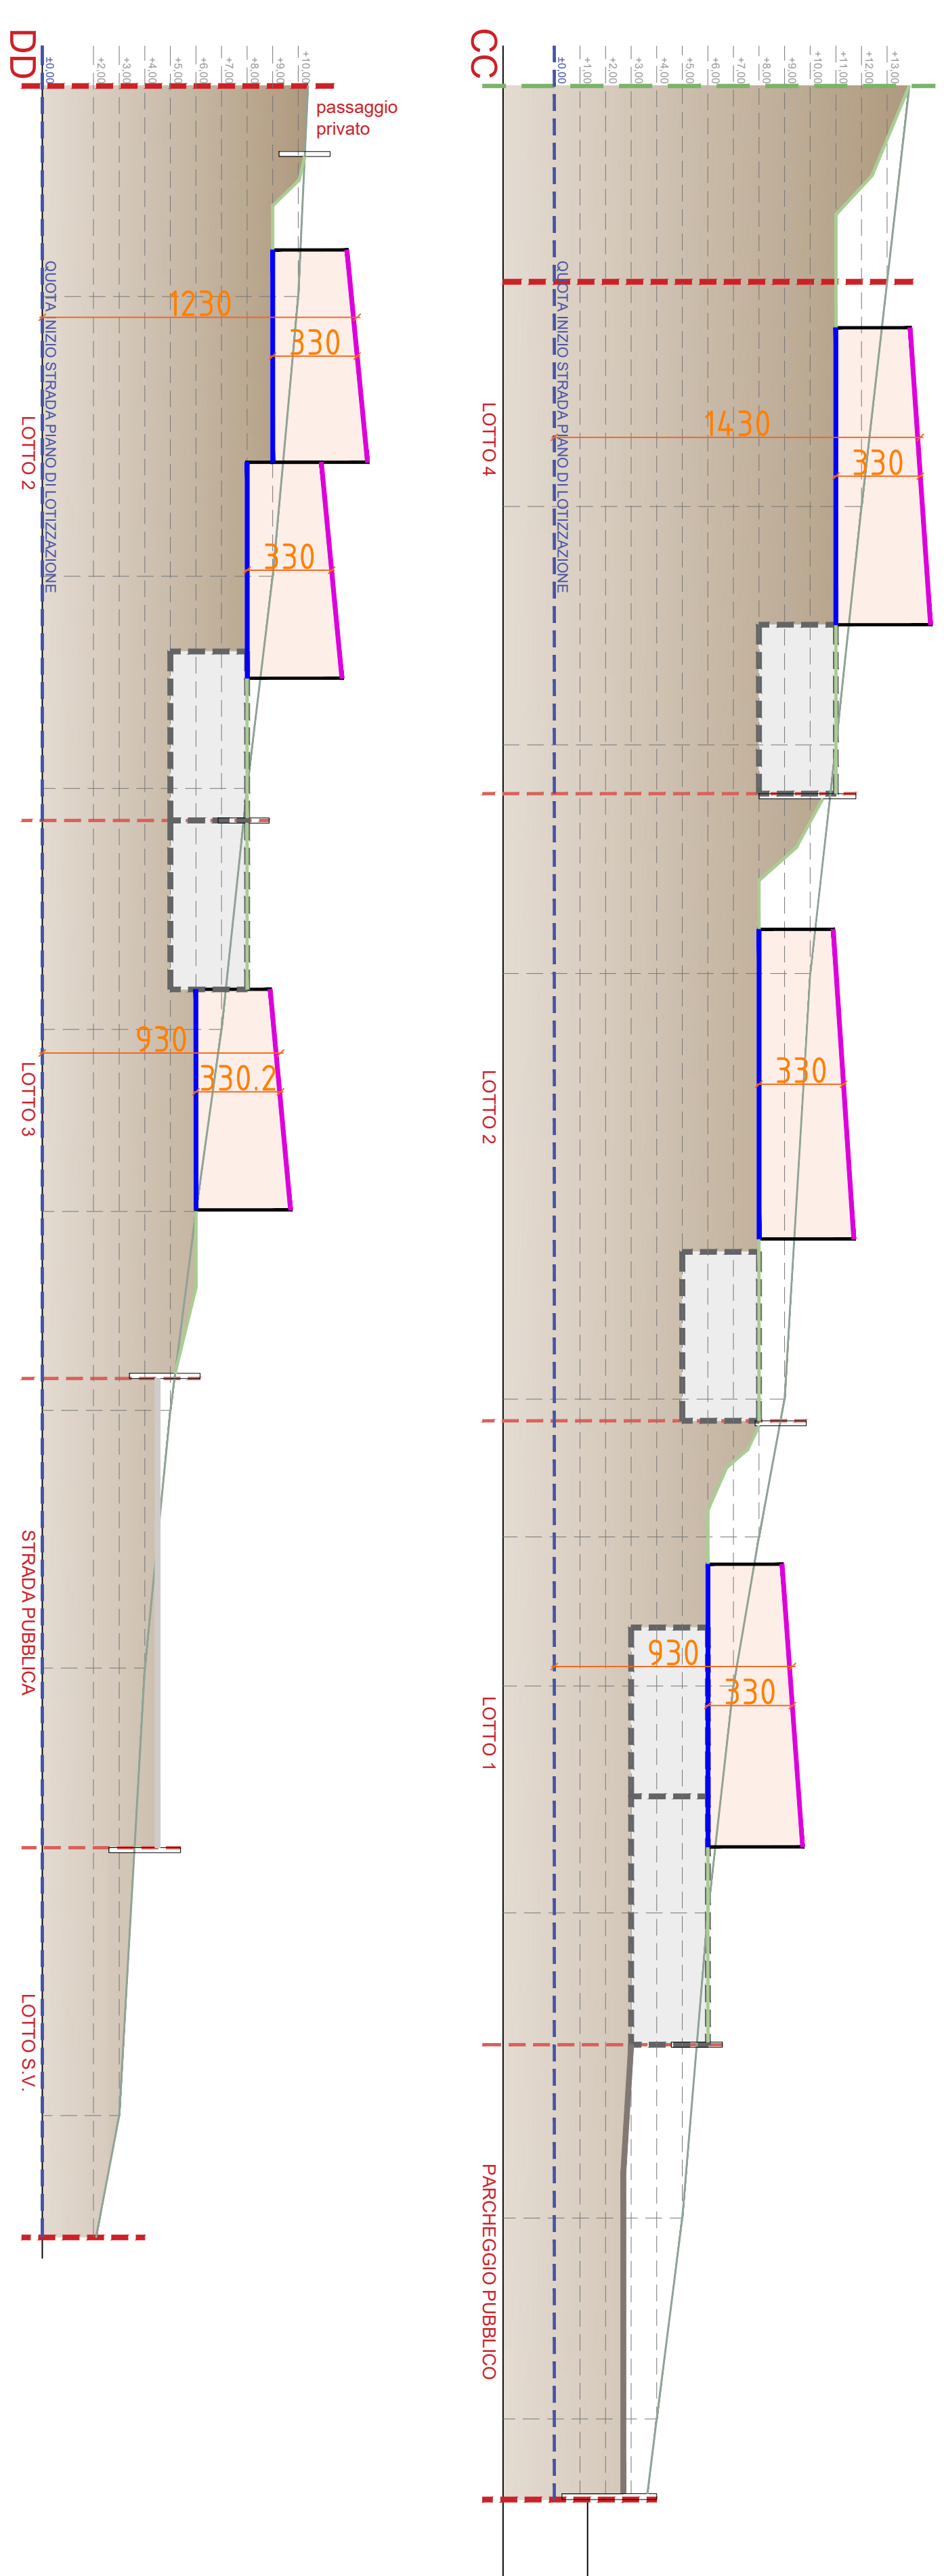 CC
+13.00
+12.00
+11.00
+10.00
+9.00
+8.00
+7.00
+6.00
+5.00
+4.00
+3.00
+2.00
+1.00
±0.00
QUOTA INIZIO STRADA PIANO DI LOTIZZAZIONE
1430
330
330
930
330
LOTTO 4
LOTTO 2
LOTTO 1
PARCHEGGIO PUBBLICO
DD
+10.00
+9.00
+8.00
+7.00
+6.00
+5.00
+4.00
+3.00
+2.00
±0.00
passaggio
privato
QUOTA INIZIO STRADA PIANO DI LOTIZZAZIONE
1230
330
330
930
330.2
LOTTO 2
LOTTO 3
STRADA PUBBLICA
LOTTO S.V.